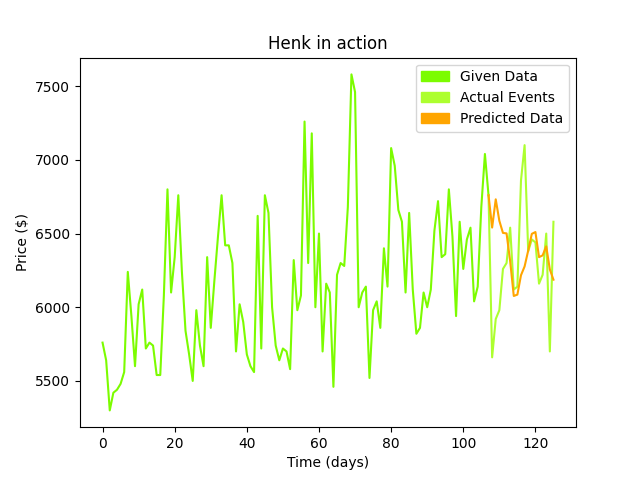 Henk in action
Given Data
Actual Events
Predicted Data
7500
7000
6500
6000
5500
Price ($)
0 20 40 60 80 100 120
Time (days)